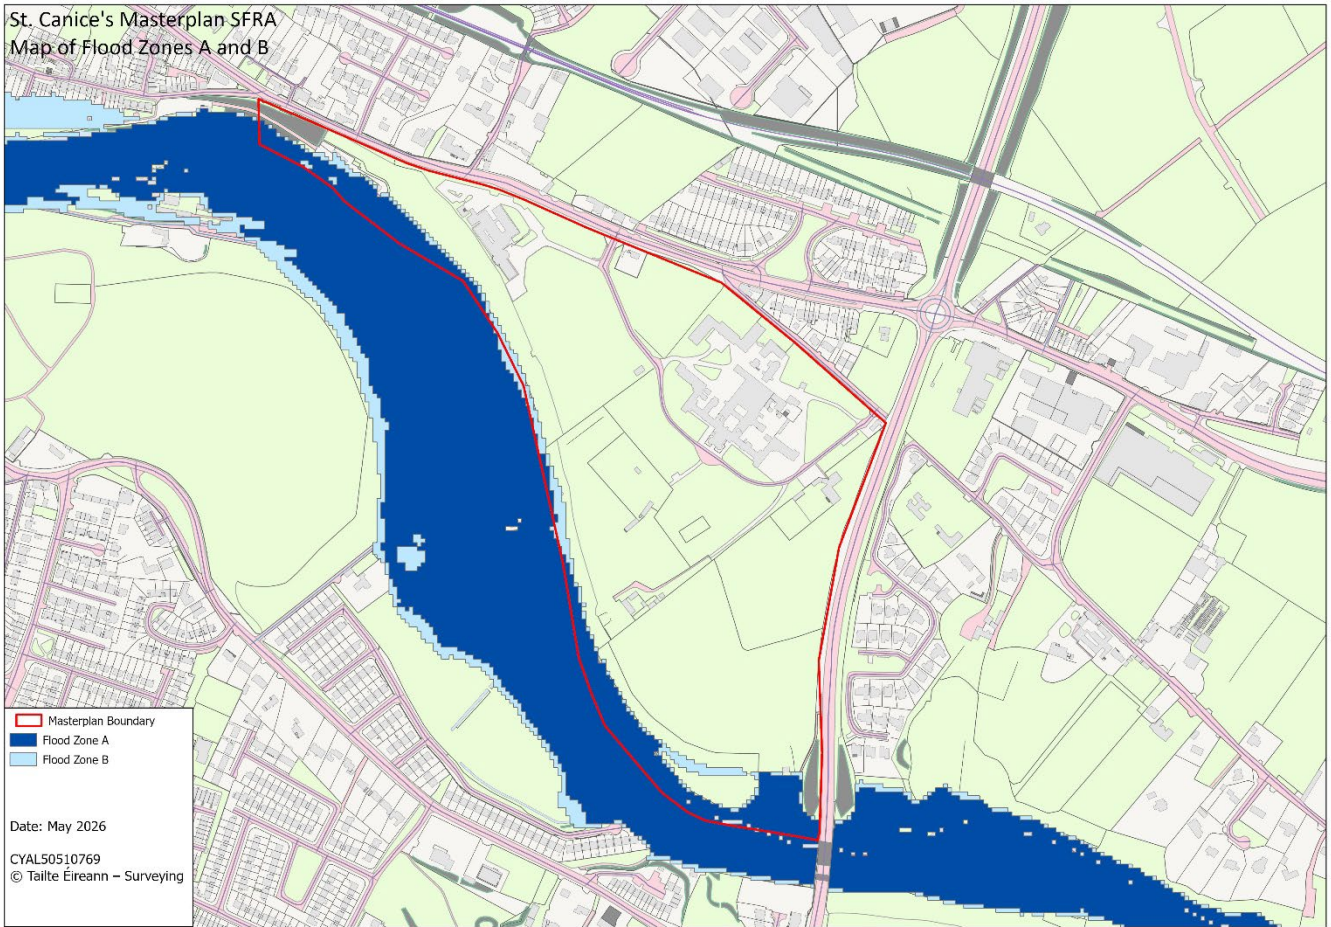 St. Canice's Masterplan SFRA
Map of Flood Zones A and B
Masterplan Boundary
Flood Zone A
Flood Zone B
Date: May 2026
CYAL50510769
© Tailte Éireann – Surveying